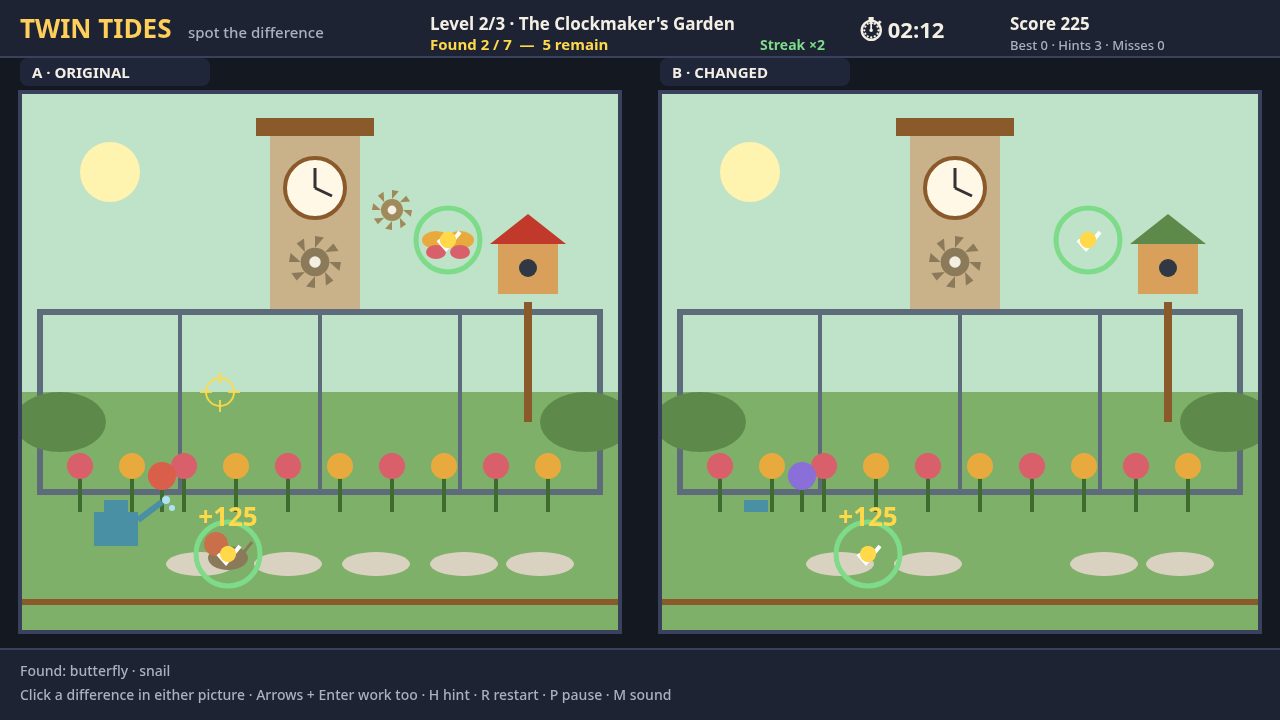 TWIN TIDES spot the difference
Level 2/3 · The Clockmaker's Garden
Found 2 / 7 — 5 remain
Streak ×2
02:12
Score 225
Best 0 · Hints 3 · Misses 0
A · ORIGINAL
B · CHANGED
+125
+125
Found: butterfly · snail
Click a difference in either picture · Arrows + Enter work too · H hint · R restart · P pause · M sound